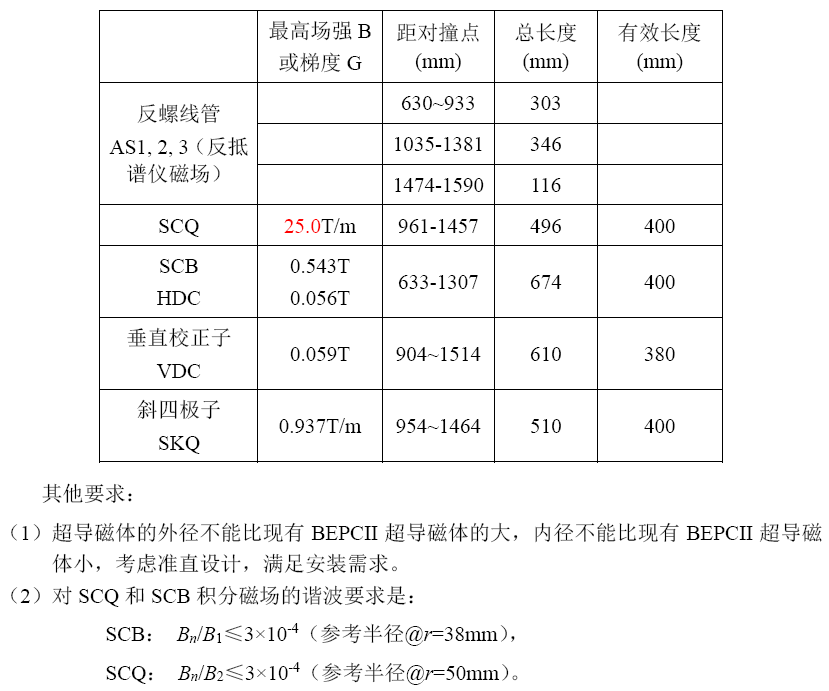 最高场强 B 或梯度 G 距对撞点 (mm) 总长度 (mm) 有效长度 (mm)
反螺线管
AS1, 2, 3（反抵
谱仪磁场）
630~933 303
1035-1381 346
1474-1590 116
SCQ 25.0T/m 961-1457 496 400
SCB 0.543T
HDC 0.056T
633-1307 674 400
垂直校正子
VDC
0.059T 904~1514 610 380
斜四极子
SKQ
0.937T/m 954~1464 510 400
其他要求：
（1）超导磁体的外径不能比现有 BEPCII 超导磁体的大，内径不能比现有 BEPCII 超导磁
体小，考虑准直设计，满足安装需求。
（2）对 SCQ 和 SCB 积分磁场的谐波要求是：
SCB： Bn/B1≤3×10-4（参考半径@r=38mm），
SCQ： Bn/B2≤3×10-4（参考半径@r=50mm）。